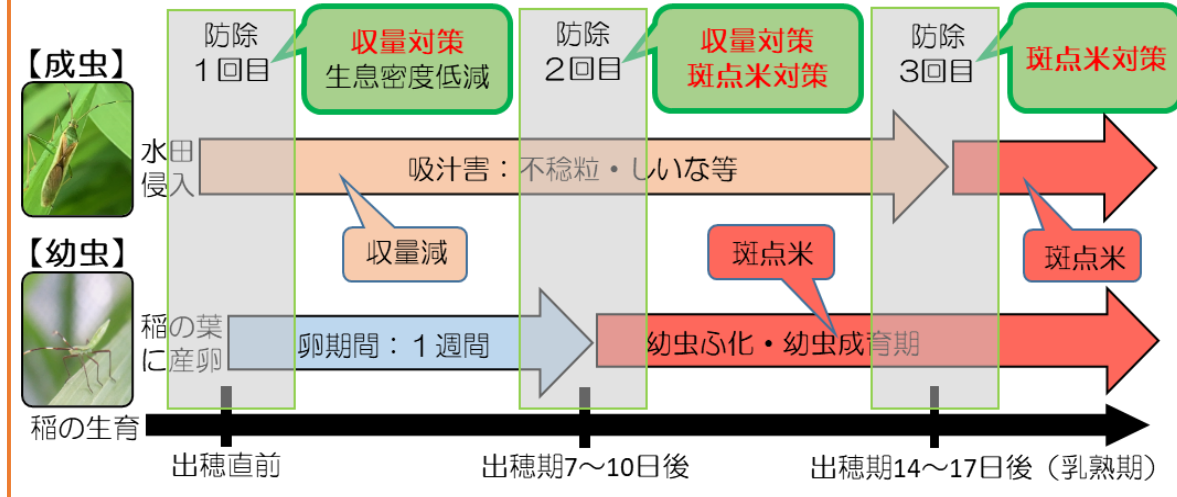 防除
1回目
収量対策
生息密度低減
防除
2回目
収量対策
斑点米対策
防除
3回目
斑点米対策
【成虫】
水田
侵入
吸汁害：不稔粒・しいな等
収量減
斑点米
斑点米
【幼虫】
稲の葉
に産卵
卵期間：１週間
幼虫ふ化・幼虫成育期
稲の生育
出穂直前
出穂期7～10日後
出穂期14～17日後（乳熟期）